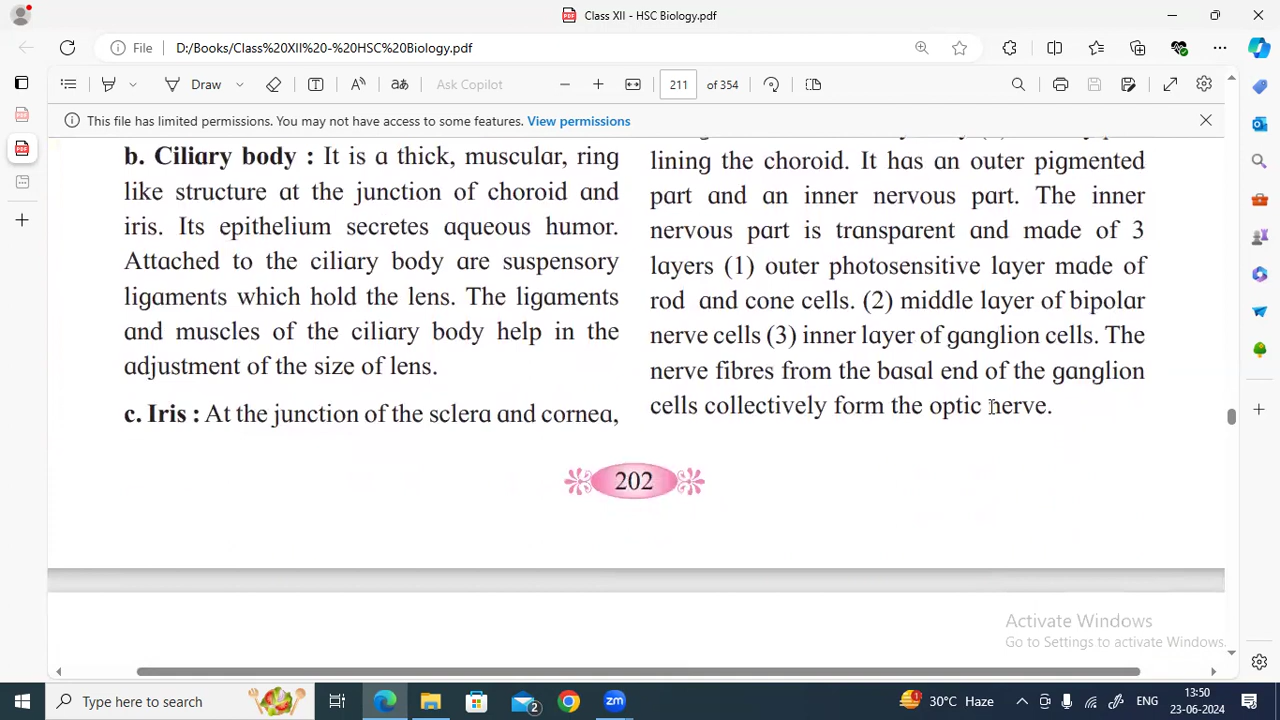 Class XII - HSC Biology.pdf
File
D:/Books/Class%20XII%20-%20HSC%20Biology.pdf
Draw
Ask Copilot
211
of 354
This file has limited permissions. You may not have access to some features. View permissions
b. Ciliary body : It is a thick, muscular, ring
like structure at the junction of choroid and
iris. Its epithelium secretes aqueous humor.
Attached to the ciliary body are suspensory
ligaments which hold the lens. The ligaments
and muscles of the ciliary body help in the
adjustment of the size of lens.
c. Iris : At the junction of the sclera and cornea,
lining the choroid. It has an outer pigmented
part and an inner nervous part. The inner
nervous part is transparent and made of 3
layers (1) outer photosensitive layer made of
rod and cone cells. (2) middle layer of bipolar
nerve cells (3) inner layer of ganglion cells. The
nerve fibres from the basal end of the ganglion
cells collectively form the optic nerve.
202
Activate Windows
Go to Settings to activate Windows.
Type here to search
2
zm
1
30°C Haze
ENG
13:50
23-06-2024